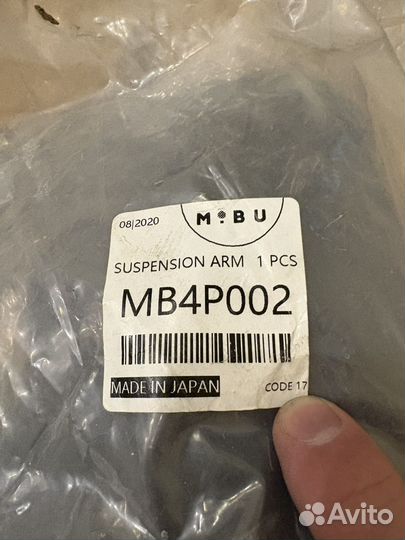 08|2020
MiBU
SUSPENSION ARM 1 PCS
MB4P002
MADE IN JAPAN
CODE 17
Avito